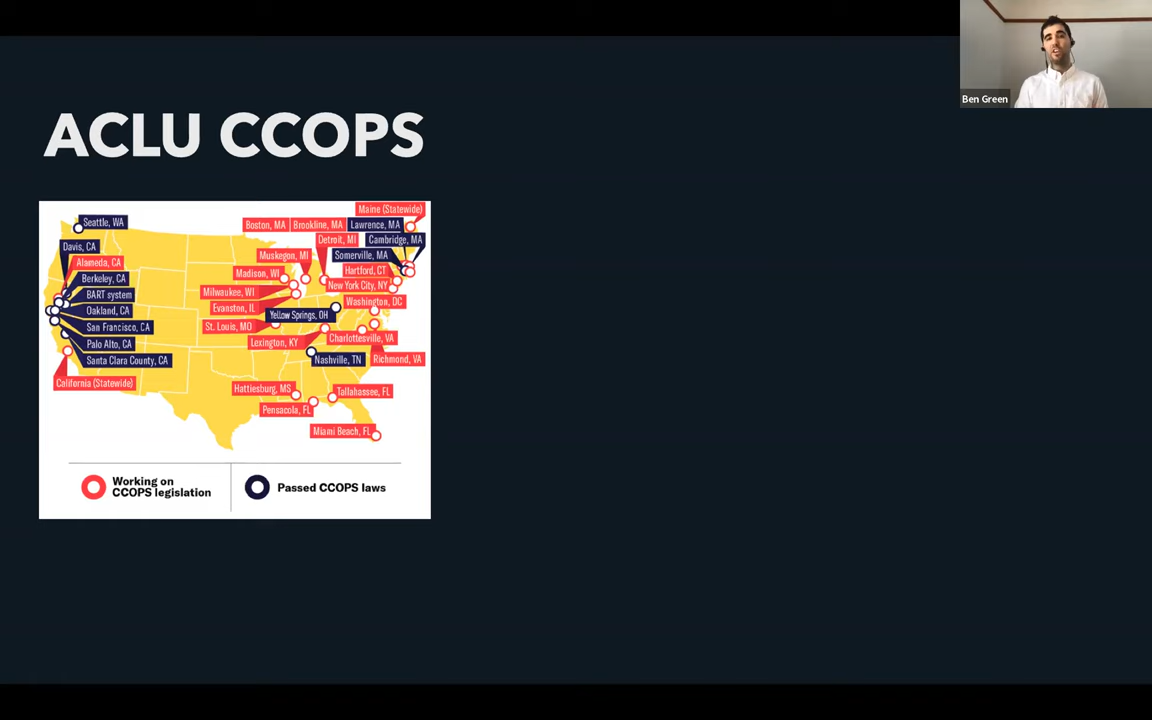 Ben Green
ACLU CCOPS
Maine (Statewide)
Seattle, WA
Boston, MA
Brookline, MA
Lawrence, MA
Detroit, MI
Cambridge, MA
Davis, CA
Muskegon, MI
Somerville, MA
Alameda, CA
Madison, WI
Hartford, CT
Berkeley, CA
New York City, NY
BART system
Milwaukee, WI
Washington, DC
Evanston, IL
Oakland, CA
Yellow Springs, OH
San Francisco, CA
St. Louis, MO
Charlottesville, VA
Palo Alto, CA
Lexington, KY
Santa Clara County, CA
Nashville, TN
Richmond, VA
California (Statewide)
Hattiesburg, MS
Tallahassee, FL
Pensacola, FL
Miami Beach, FL
Working on
CCOPS legislation
Passed CCOPS laws